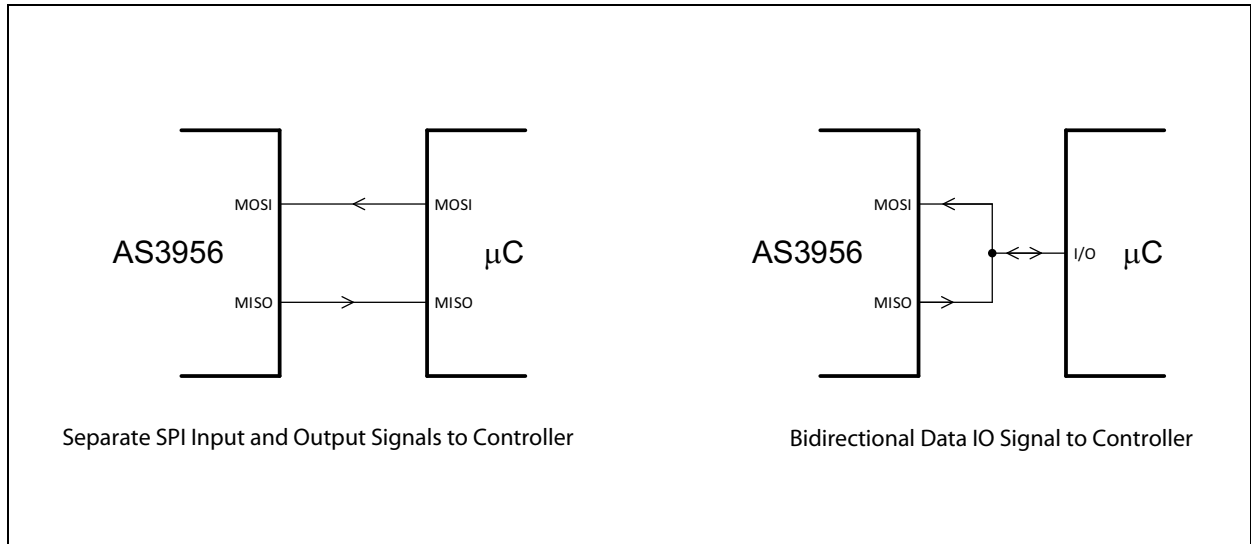 MOSI
MOSI
AS3956
μC
MISO
MISO
Separate SPI Input and Output Signals to Controller
MOSI
AS3956
I/O
μC
MISO
Bidirectional Data IO Signal to Controller